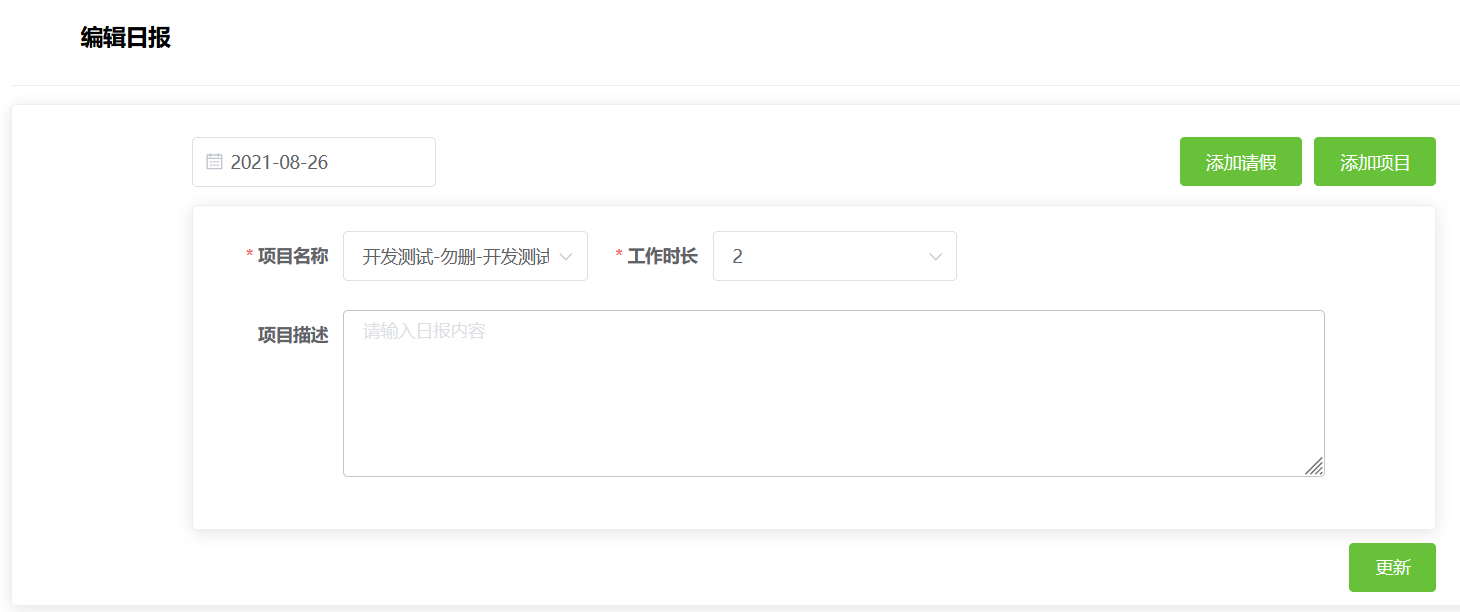 编辑日报
2021-08-26
添加请假
添加项目
* 项目名称
开发测试-勿删-开发测试
* 工作时长
2
项目描述
请输入日报内容
更新